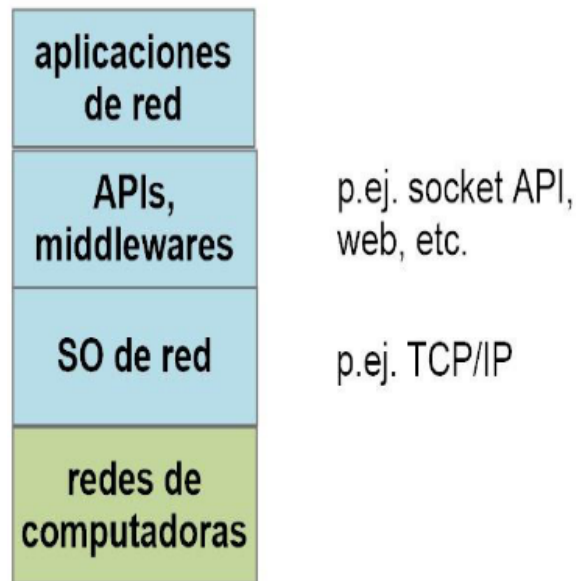 aplicaciones
de red
APIs,
middlewares
p.ej. socket API,
web, etc.
SO de red
p.ej. TCP/IP
redes de
computadoras